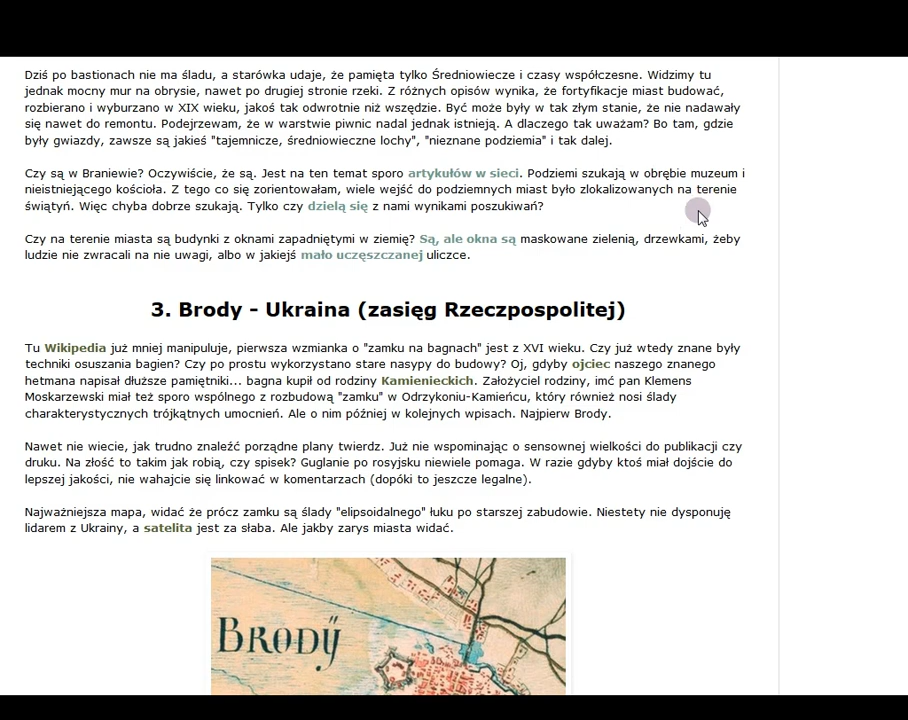 Dziś po bastionach nie ma śladu, a starówka udaje, że pamięta tylko Średniowiecze i czasy współczesne. Widzimy tu
jednak mocny mur na obrysie, nawet po drugiej stronie rzeki. Z różnych opisów wynika, że fortyfikacje miast budować,
rozbierano i wyburzano w XIX wieku, jakoś tak odwrotnie niż wszędzie. Być może były w tak złym stanie, że nie nadawały
się nawet do remontu. Podejrzewam, że w warstwie piwnic nadal jednak istnieją. A dlaczego tak uważam? Bo tam, gdzie
były gwiazdy, zawsze są jakieś "tajemnicze, średniowieczne lochy", "nieznane podziemia" i tak dalej.
Czy są w Braniewie? Oczywiście, że są. Jest na ten temat sporo artykułów w sieci. Podziemi szukają w obrębie muzeum i
nieistniejącego kościoła. Z tego co się zorientowałam, wiele wejść do podziemnych miast było zlokalizowanych na terenie
świątyń. Więc chyba dobrze szukają. Tylko czy dzielą się z nami wynikami poszukiwań?
Czy na terenie miasta są budynki z oknami zapadniętymi w ziemię? Są, ale okna są maskowane zielenią, drzewkami, żeby
ludzie nie zwracali na nie uwagi, albo w jakiejś mało uczęszczanej uliczce.
3. Brody - Ukraina (zasięg Rzeczpospolitej)
Tu Wikipedia już mniej manipuluje, pierwsza wzmianka o "zamku na bagnach" jest z XVI wieku. Czy już wtedy znane były
techniki osuszania bagien? Czy po prostu wykorzystano stare nasypy do budowy? Oj, gdyby ojciec naszego znanego
hetmana napisał dłuższe pamiętniki... bagna kupił od rodziny Kamienieckich. Założyciel rodziny, imć pan Klemens
Moskarzewski miał też sporo wspólnego z rozbudową "zamku" w Odrzykoniu-Kamieńcu, który również nosi ślady
charakterystycznych trójkątnych umocnień. Ale o nim później w kolejnych wpisach. Najpierw Brody.
Nawet nie wiecie, jak trudno znaleźć porządne plany twierdz. Już nie wspominając o sensownej wielkości do publikacji czy
druku. Na złość to takim jak robią, czy spisek? Guglanie po rosyjsku niewiele pomaga. W razie gdyby ktoś miał dojście do
lepszej jakości, nie wahajcie się linkować w komentarzach (dopóki to jeszcze legalne).
Najważniejsza mapa, widać że prócz zamku są ślady "elipsoidalnego" łuku po starszej zabudowie. Niestety nie dysponuję
lidarem z Ukrainy, a satelita jest za słaba. Ale jakby zarys miasta widać.
BRODŸ